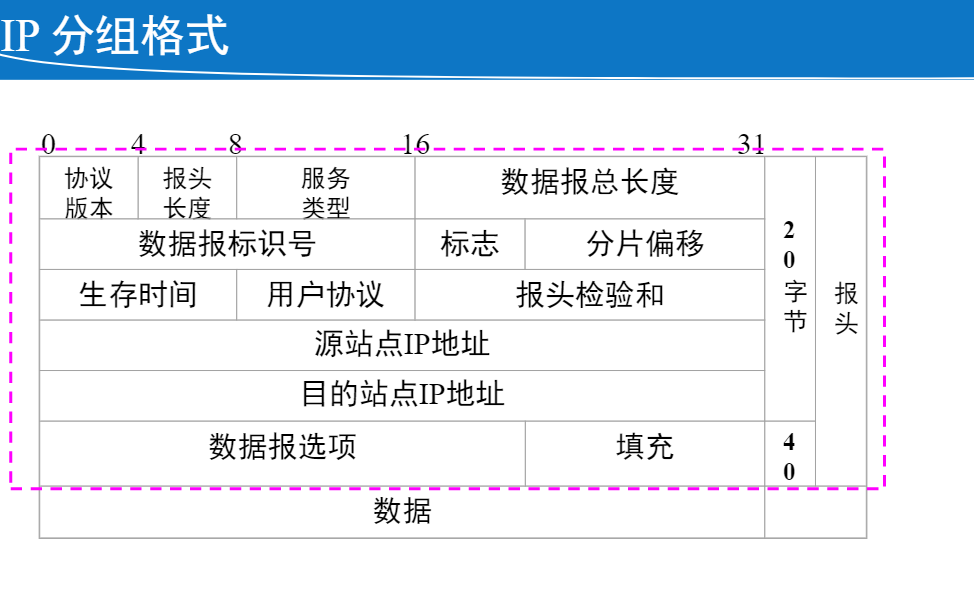 IP 分组格式
0 4 8 16 31
协议 报头 服务 数据报总长度
版本 长度 类型
数据报标识号 标志 分片偏移
生存时间 用户协议 报头检验和
源站点IP地址
目的站点IP地址
2
0
字
节
报
头
数据报选项 填充
4
0
数据